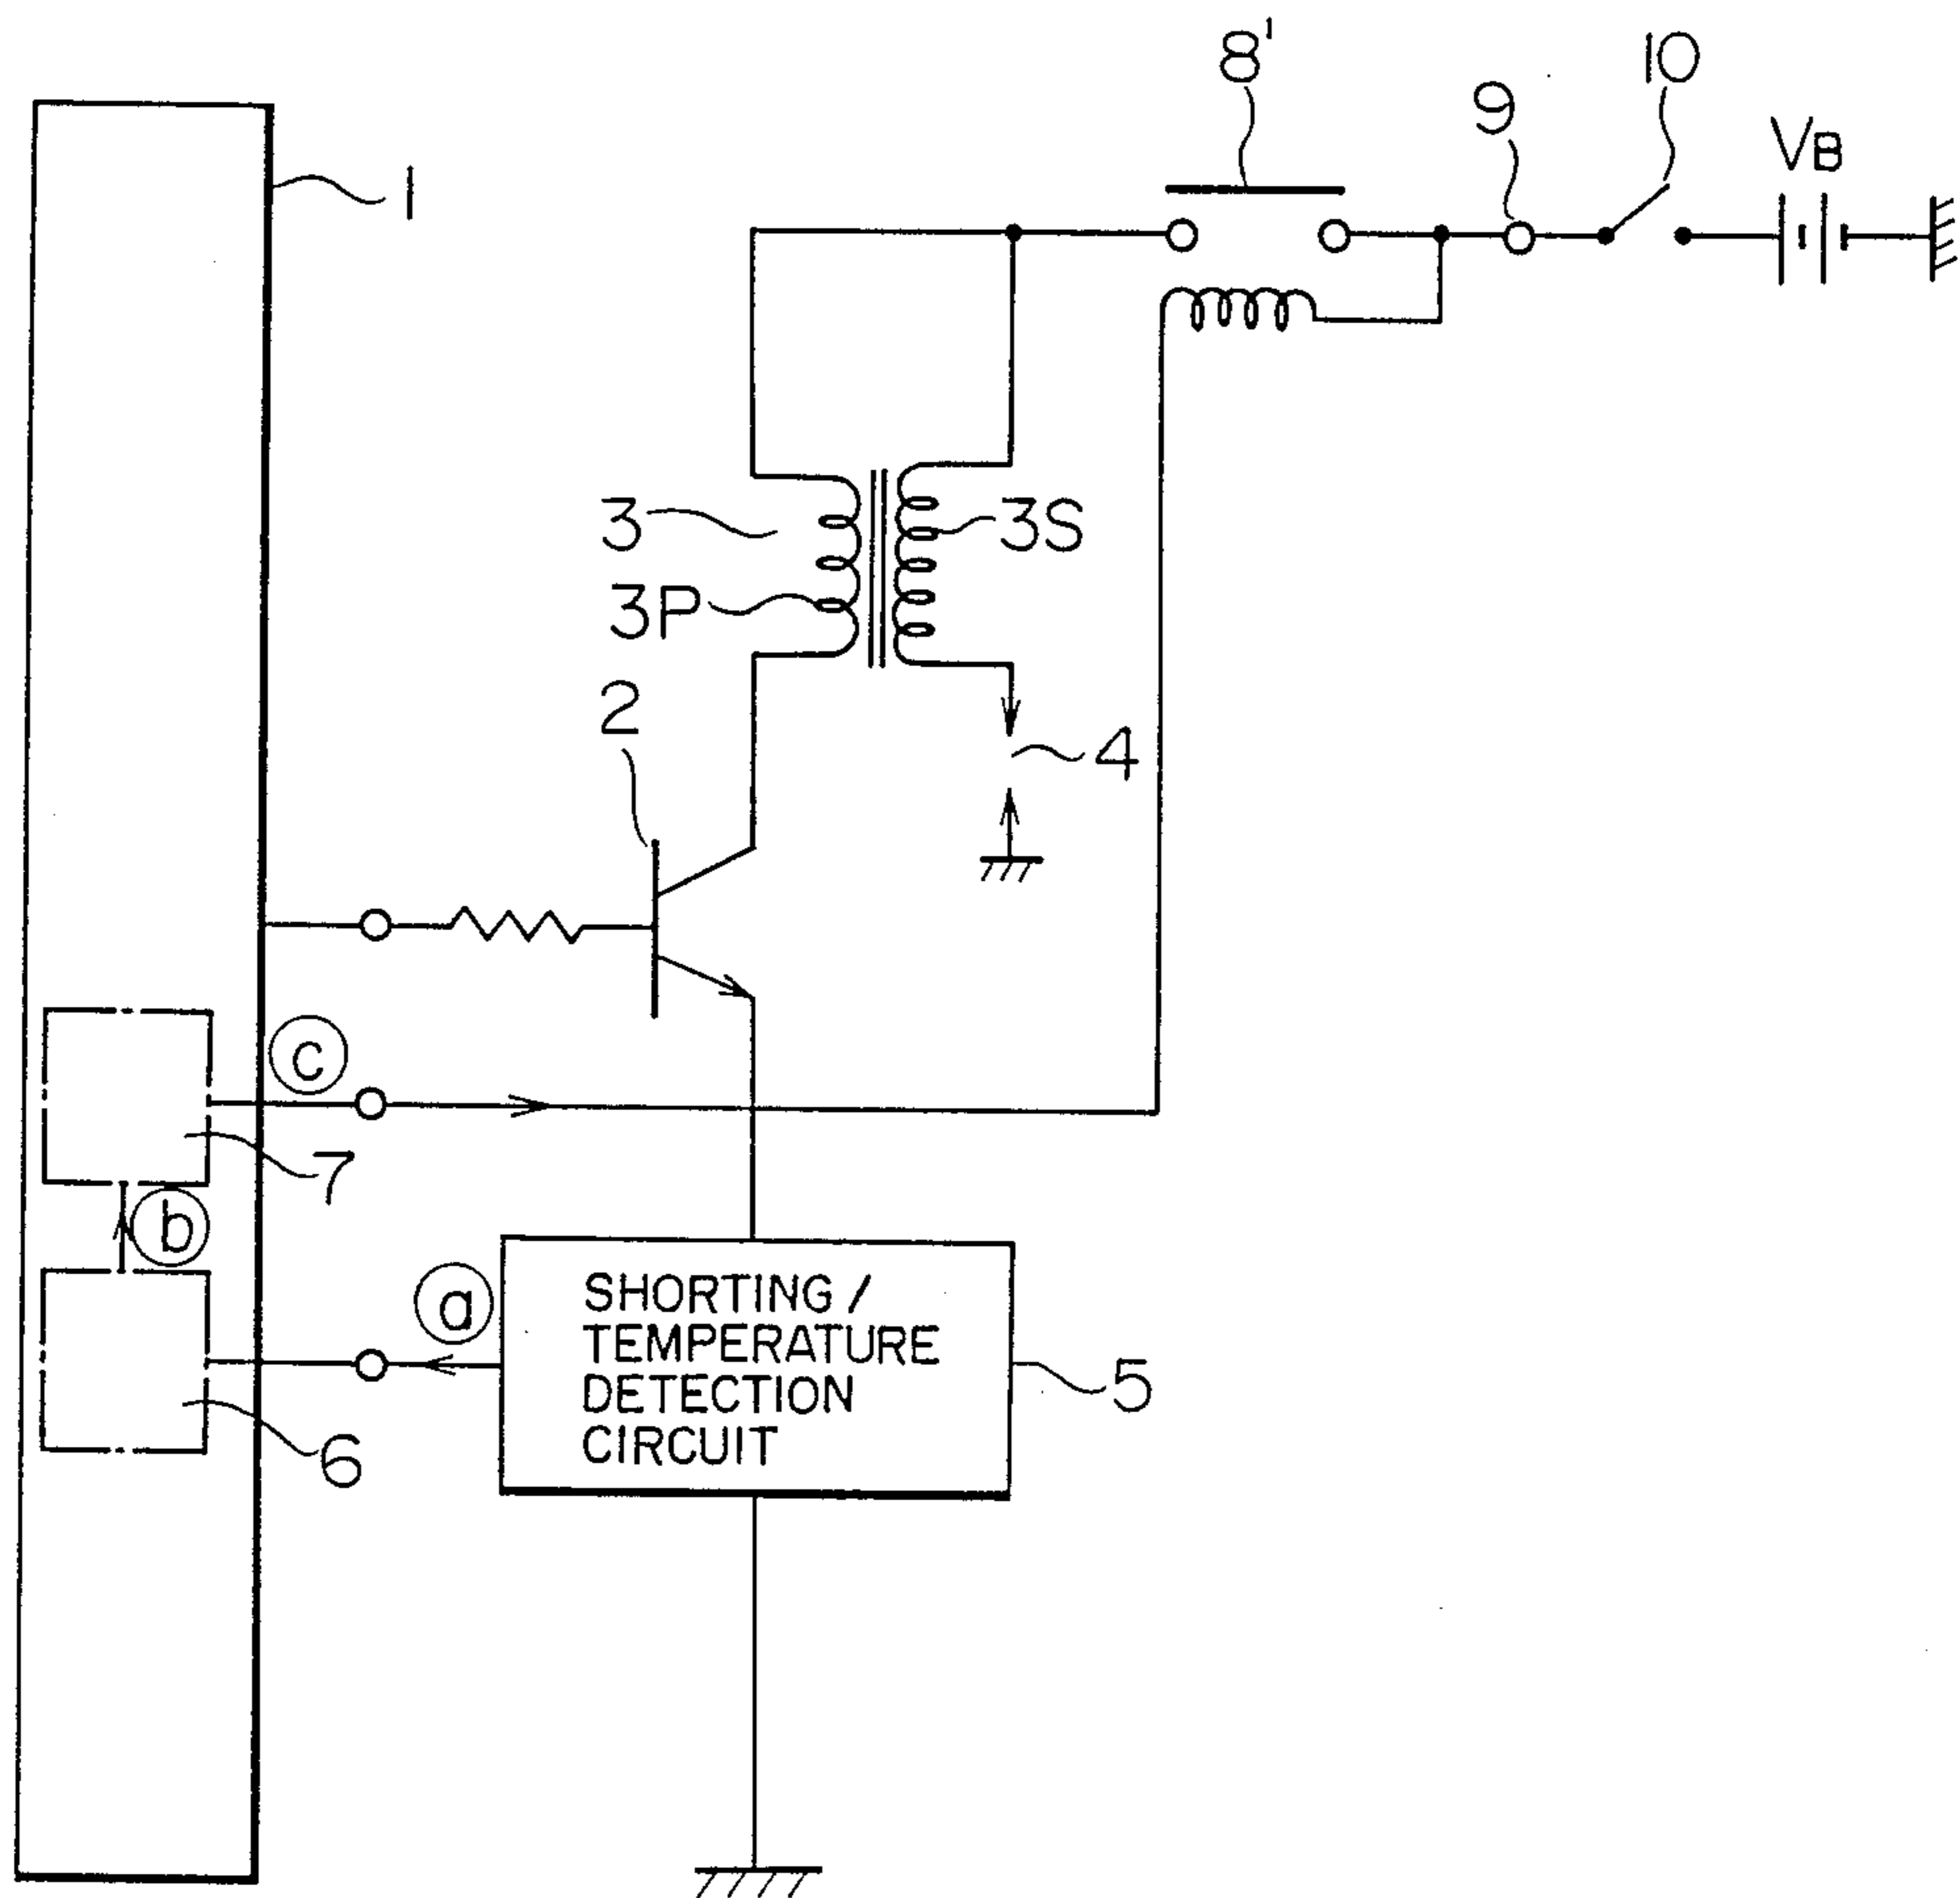 8'
10
9
VB
1
3
3S
3P
2
4
c
7
b
a
SHORTING /
TEMPERATURE
DETECTION
CIRCUIT
5
6